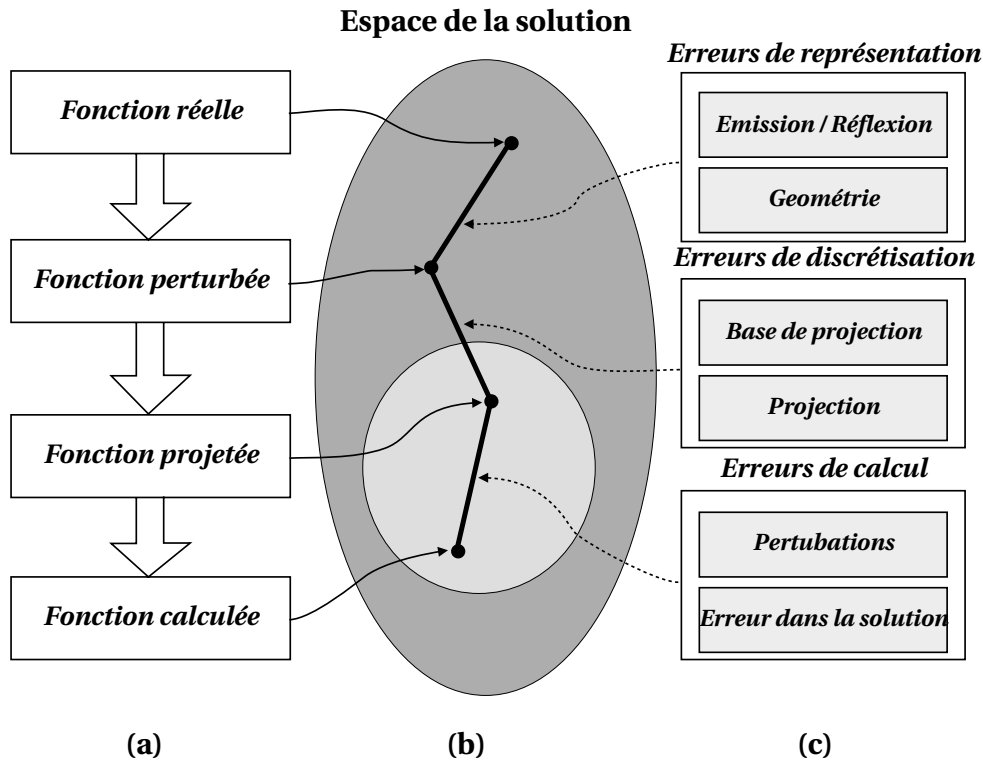 Espace de la solution
Fonction réelle
Fonction perturbée
Fonction projetée
Fonction calculée
Erreurs de représentation
Emission / Réflexion
Geométrie
Erreurs de discrétisation
Base de projection
Projection
Erreurs de calcul
Pertubations
Erreur dans la solution
(a)
(b)
(c)